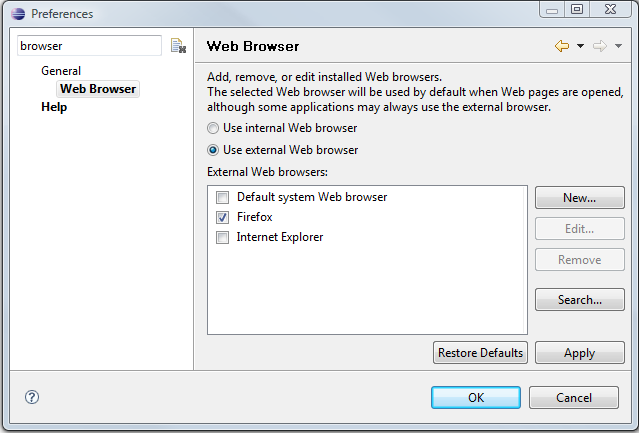 Preferences
browser
General
Web Browser
Help
Web Browser
Add, remove, or edit installed Web browsers.
The selected Web browser will be used by default when Web pages are opened,
although some applications may always use the external browser.
Use internal Web browser
Use external Web browser
External Web browsers:
Default system Web browser
Firefox
Internet Explorer
New...
Edit...
Remove
Search...
Restore Defaults
Apply
?
OK
Cancel